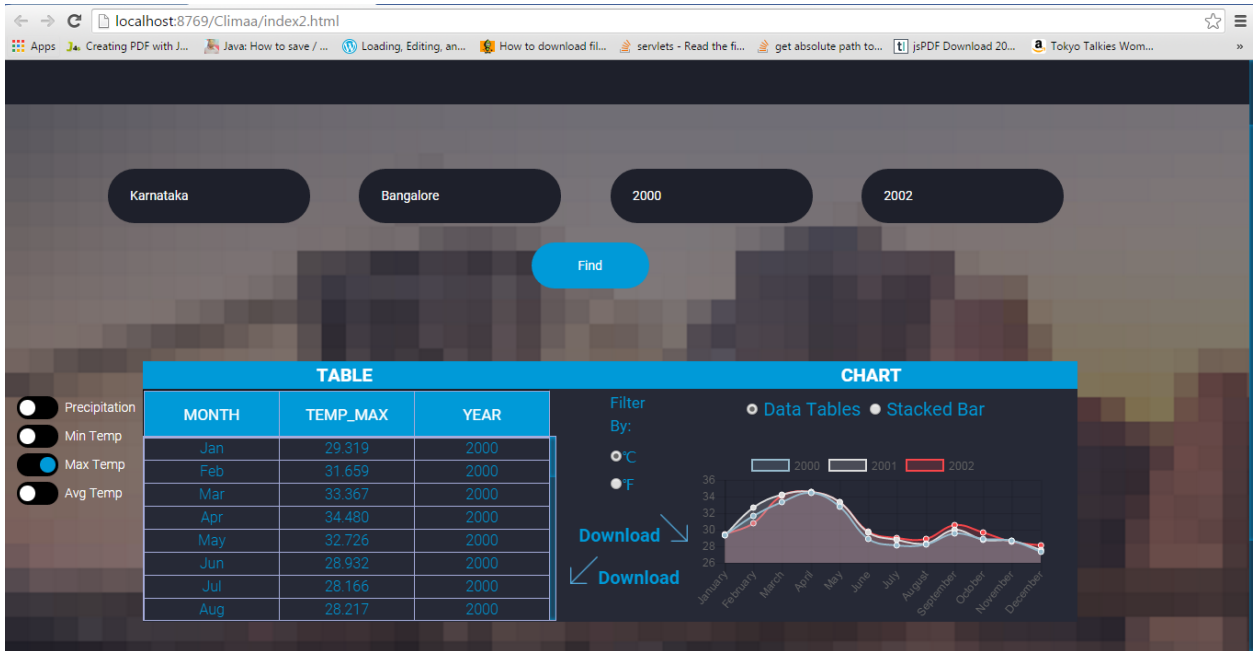 localhost:8769/Climaa/index2.html
Apps Creating PDF with J... Java: How to save / ... Loading, Editing, an... How to download fil... servlets - Read the fi... get absolute path to... jsPDF Download 20... Tokyo Talkies Wom... »
Karnataka Bangalore 2000 2002
Find
TABLE CHART
Precipitation
Min Temp
Max Temp
Avg Temp
MONTH TEMP_MAX YEAR
Jan 29.319 2000
Feb 31.659 2000
Mar 33.367 2000
Apr 34.480 2000
May 32.726 2000
Jun 28.932 2000
Jul 28.166 2000
Aug 28.217 2000
Filter
By:
°C
°F
Download
Download
Data Tables Stacked Bar
2000 2001 2002
36
34
32
30
28
26
January February March April May June July August September October November December